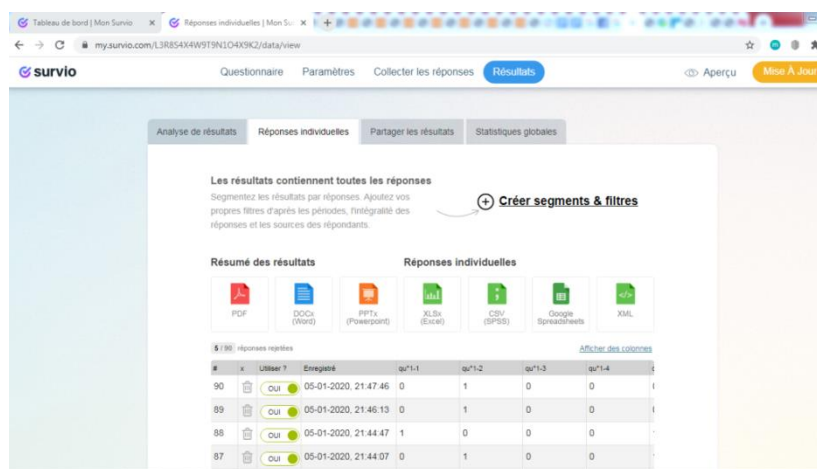 Tableau de bord | Mon Survio
Réponses individuelles | Mon Su
my.survio.com/L3R8S4X4W9T9N1O4X9K2/data/view
survio
Questionnaire Paramètres Collecter les réponses Résultats Aperçu Mise À Jour
Analyse de résultats Réponses individuelles Partager les résultats Statistiques globales
Les résultats contiennent toutes les réponses
Segmentez les résultats par réponses. Ajoutez vos
propres filtres d'après les périodes, l'intégralité des
réponses et les sources des répondants.
Créer segments & filtres
Résumé des résultats Réponses individuelles
PDF DOCx (Word) PPTx (Powerpoint) XLSx (Excel) CSV (SPSS) Google Spreadsheets XML
5 / 90 réponses rejetées Afficher des colonnes
# x Utiliser ? Enregistré qu°1-1 qu°1-2 qu°1-3 qu°1-4
90 OUI 05-01-2020, 21:47:46 0 1 0 0
89 OUI 05-01-2020, 21:46:13 0 1 0 0
88 OUI 05-01-2020, 21:44:47 1 0 0 0
87 OUI 05-01-2020, 21:44:07 0 1 0 0